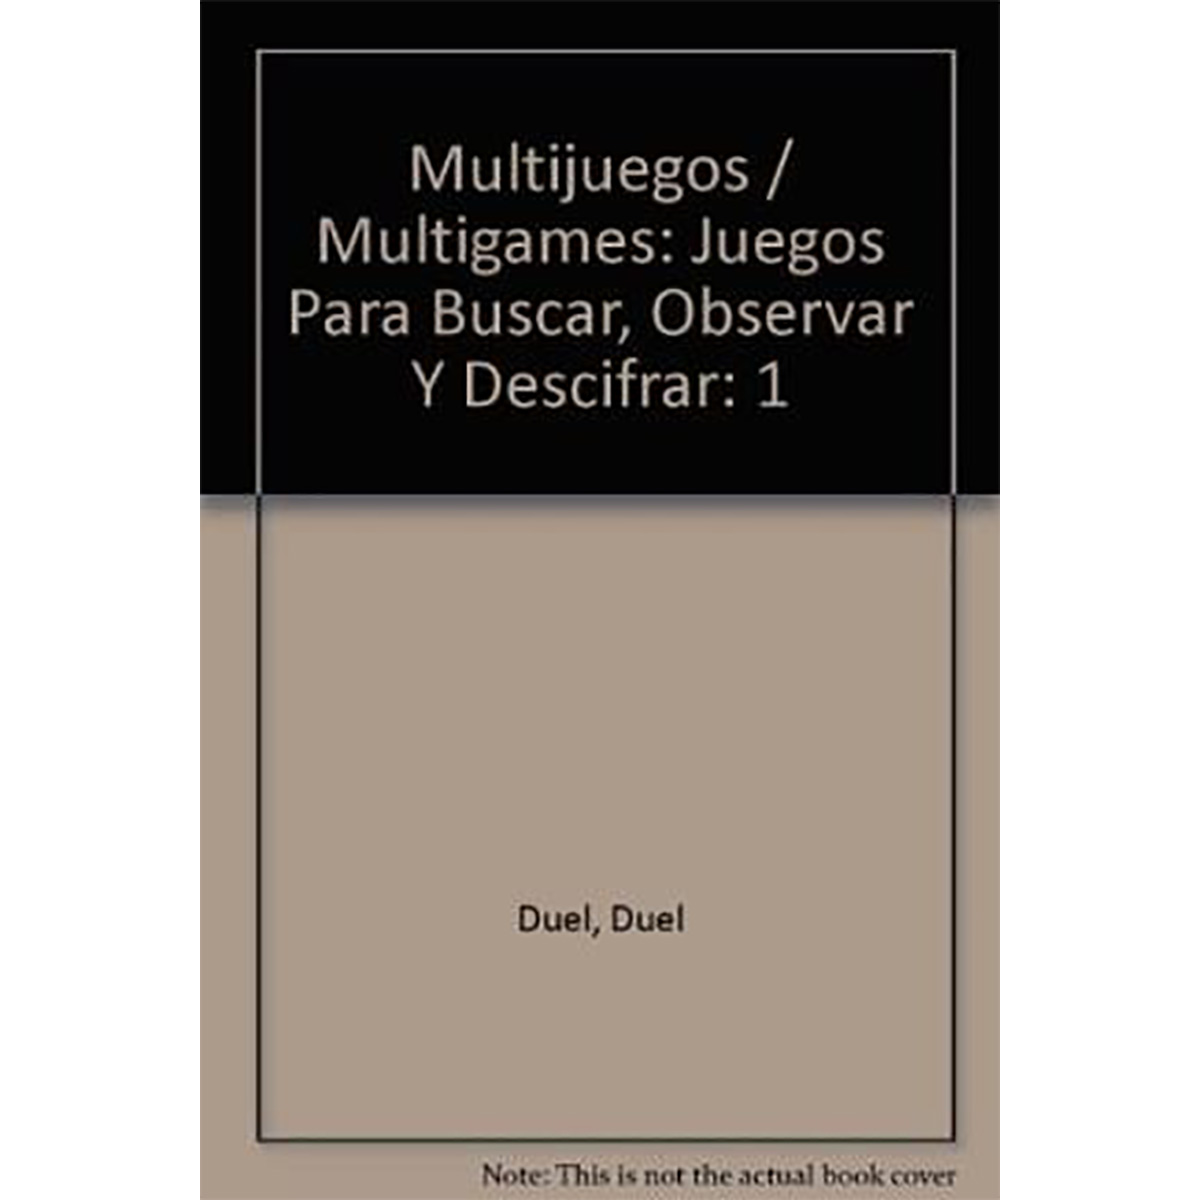 Multijuegos /
Multigames: Juegos
Para Buscar, Observar
Y Descifrar: 1
Duel, Duel
Note: This is not the actual book cover